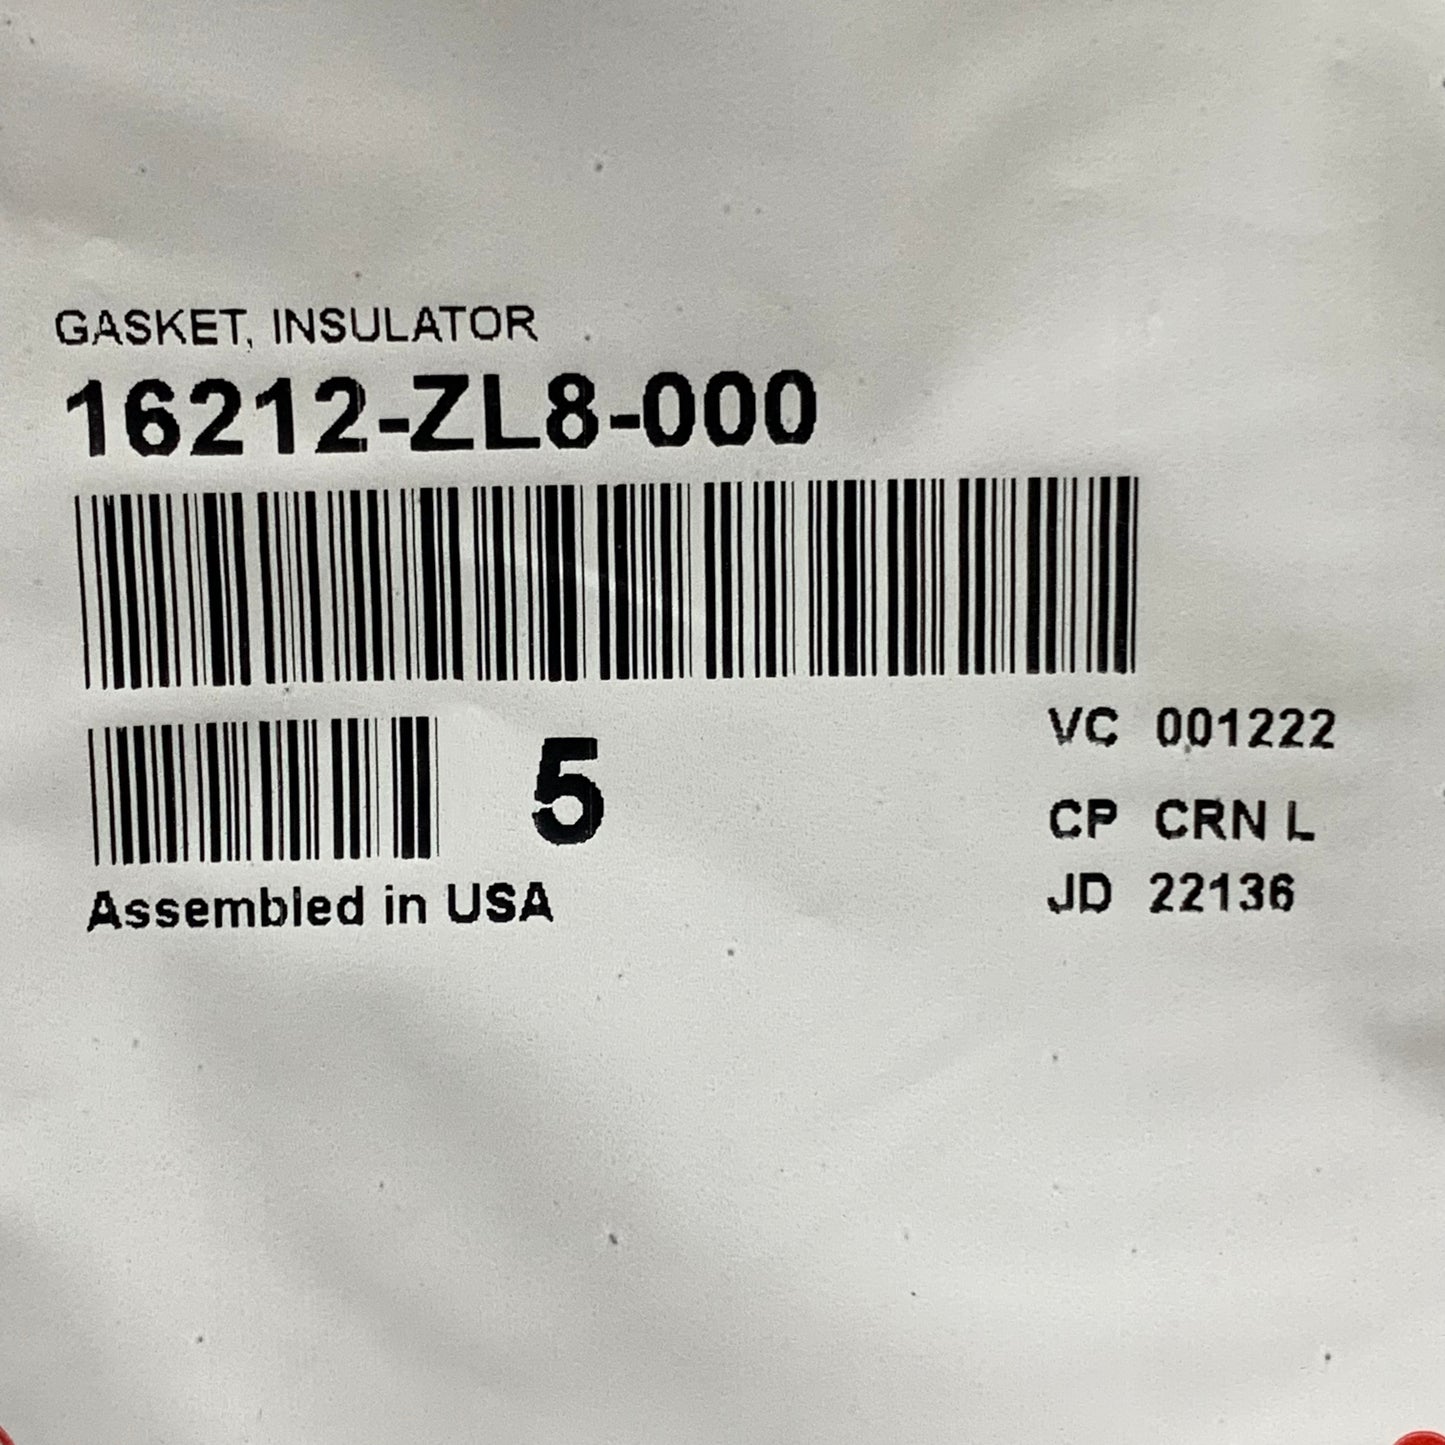 GASKET, INSULATOR
16212-ZL8-000
5
VC 001222
CP CRN L
JD 22136
Assembled in USA